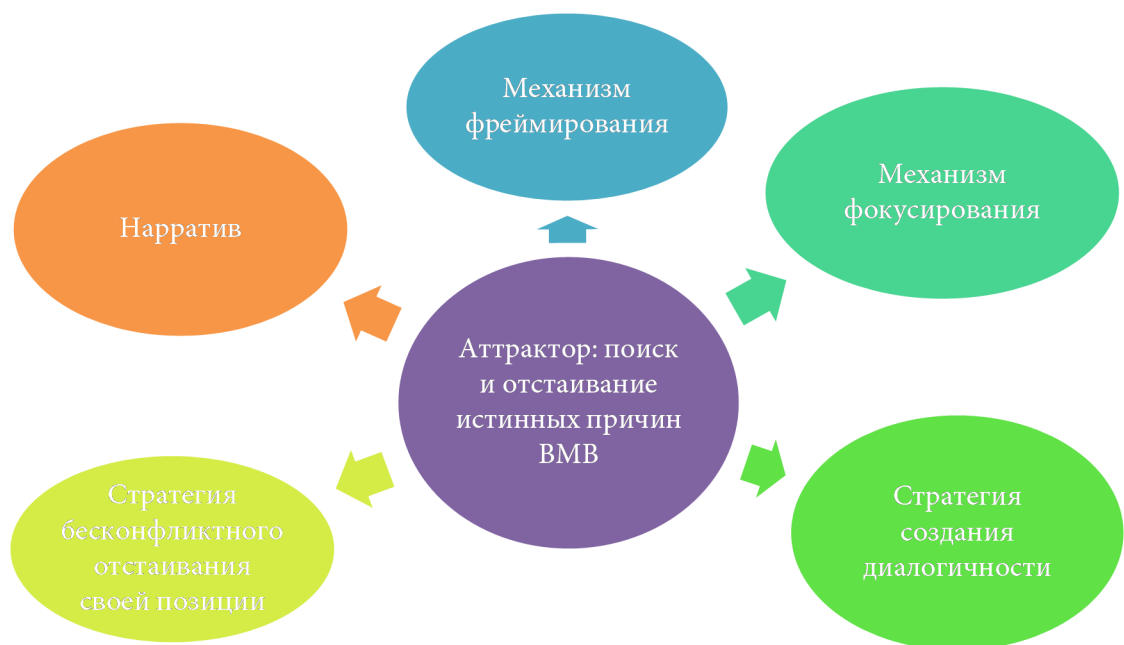 Механизм
фреймирования
Механизм
фокусирования
Нарратив
Аттрактор: поиск
и отстаивание
истинных причин
ВМВ
Стратегия
бесконфликтного
отстаивания
своей позиции
Стратегия
создания
диалогичности